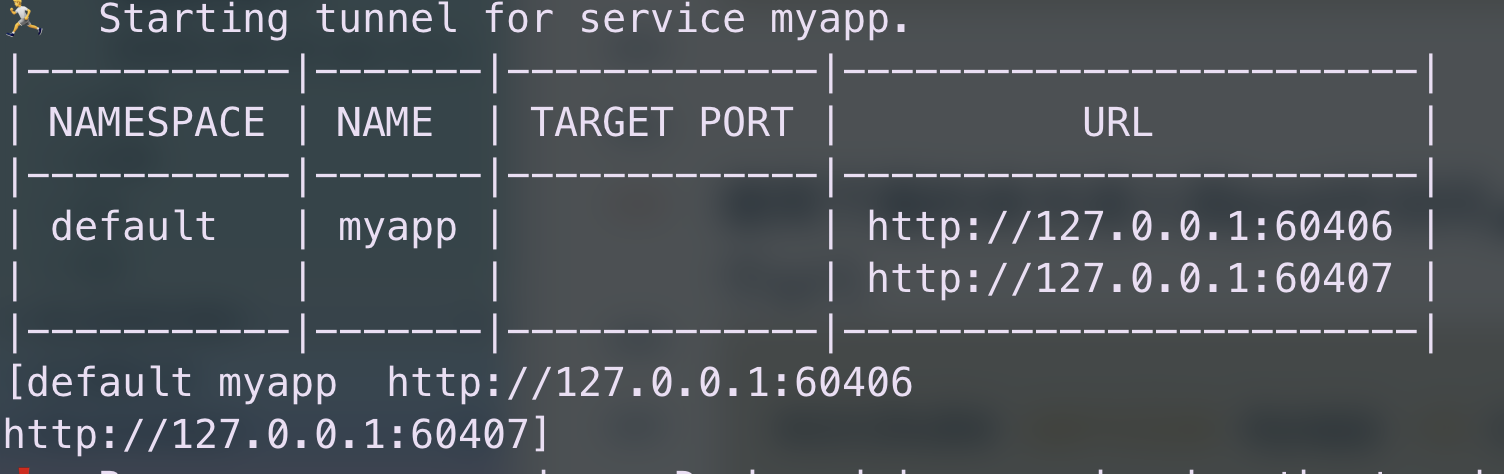 🏃 Starting tunnel for service myapp.
|-----------|-------|-------------|------------------------|
| NAMESPACE | NAME  | TARGET PORT |          URL           |
|-----------|-------|-------------|------------------------|
| default   | myapp |             | http://127.0.0.1:60406 |
|           |       |             | http://127.0.0.1:60407 |
|-----------|-------|-------------|------------------------|
[default myapp  http://127.0.0.1:60406
http://127.0.0.1:60407]